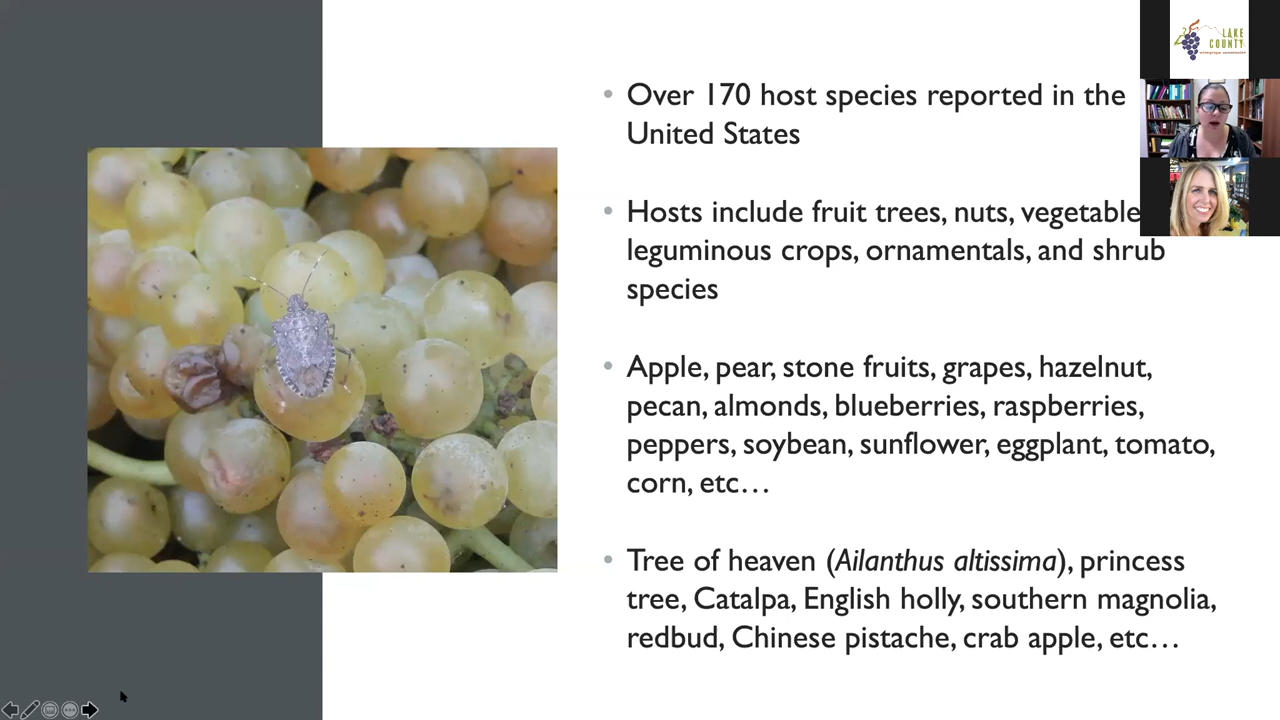 Over 170 host species reported in the
United States
Hosts include fruit trees, nuts, vegetable
leguminous crops, ornamentals, and shrub
species
Apple, pear, stone fruits, grapes, hazelnut,
pecan, almonds, blueberries, raspberries,
peppers, soybean, sunflower, eggplant, tomato,
corn, etc…
Tree of heaven (Ailanthus altissima), princess
tree, Catalpa, English holly, southern magnolia,
redbud, Chinese pistache, crab apple, etc…
LAKE
COUNTY